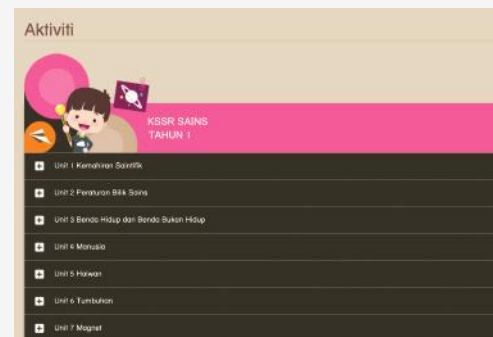 Aktiviti
KSSR SAINS
TAHUN 1
Unit 1 Kemahiran Saintifik
Unit 2 Peraturan Bilik Sains
Unit 3 Benda Hidup dan Benda Bukan Hidup
Unit 4 Manusia
Unit 5 Haiwan
Unit 6 Tumbuhan
Unit 7 Magnet